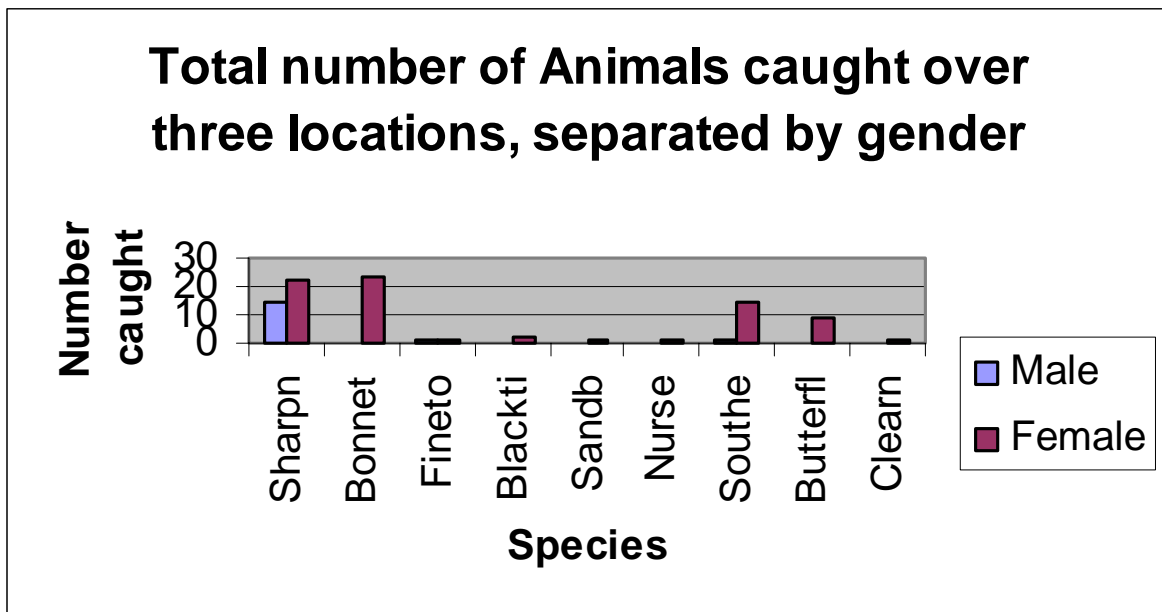 Total number of Animals caught over
three locations, separated by gender
Number
caught
30
20
10
0
Sharpn
Bonnet
Fineto
Blackti
Sandb
Nurse
Southe
Butterfl
Clearn
Species
Male
Female